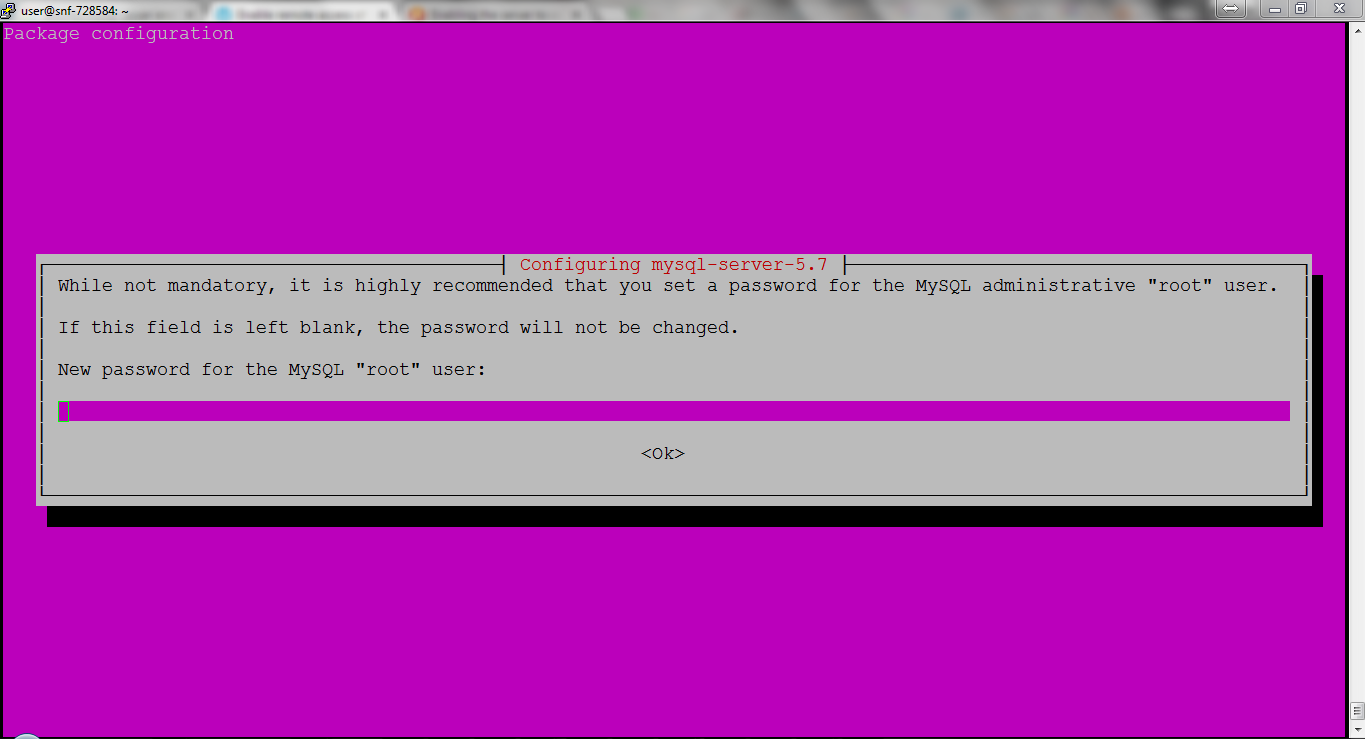 user@snf-728584: ~
Package configuration
Configuring mysql-server-5.7
While not mandatory, it is highly recommended that you set a password for the MySQL administrative "root" user.
If this field is left blank, the password will not be changed.
New password for the MySQL "root" user:
<Ok>